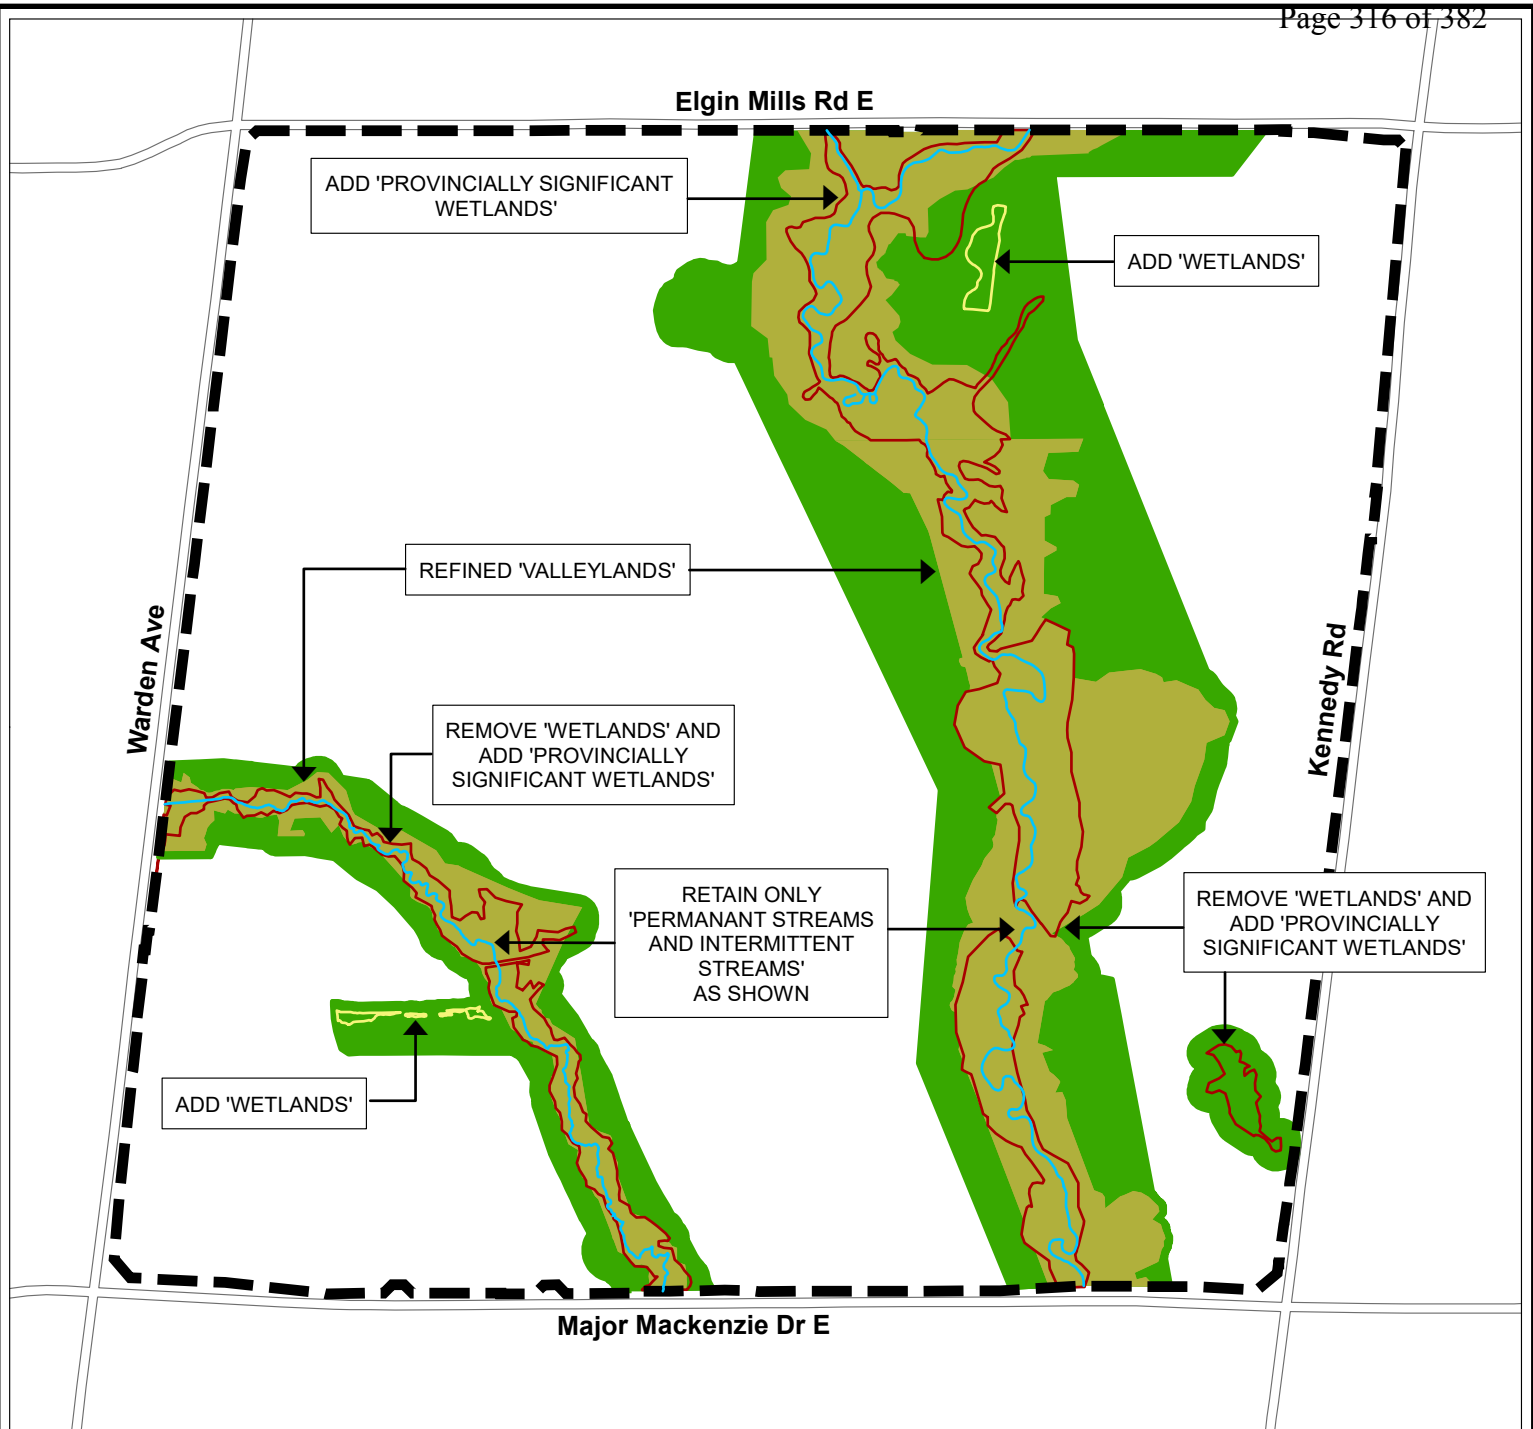 Page 316 of 382
Elgin Mills Rd E
ADD 'PROVINCIALLY SIGNIFICANT
WETLANDS'
ADD 'WETLANDS'
REFINED 'VALLEYLANDS'
Warden Ave
Kennedy Rd
REMOVE 'WETLANDS' AND
ADD 'PROVINCIALLY
SIGNIFICANT WETLANDS'
RETAIN ONLY
'PERMANANT STREAMS
AND INTERMITTENT
STREAMS'
AS SHOWN
REMOVE 'WETLANDS' AND
ADD 'PROVINCIALLY
SIGNIFICANT WETLANDS'
ADD 'WETLANDS'
Major Mackenzie Dr E